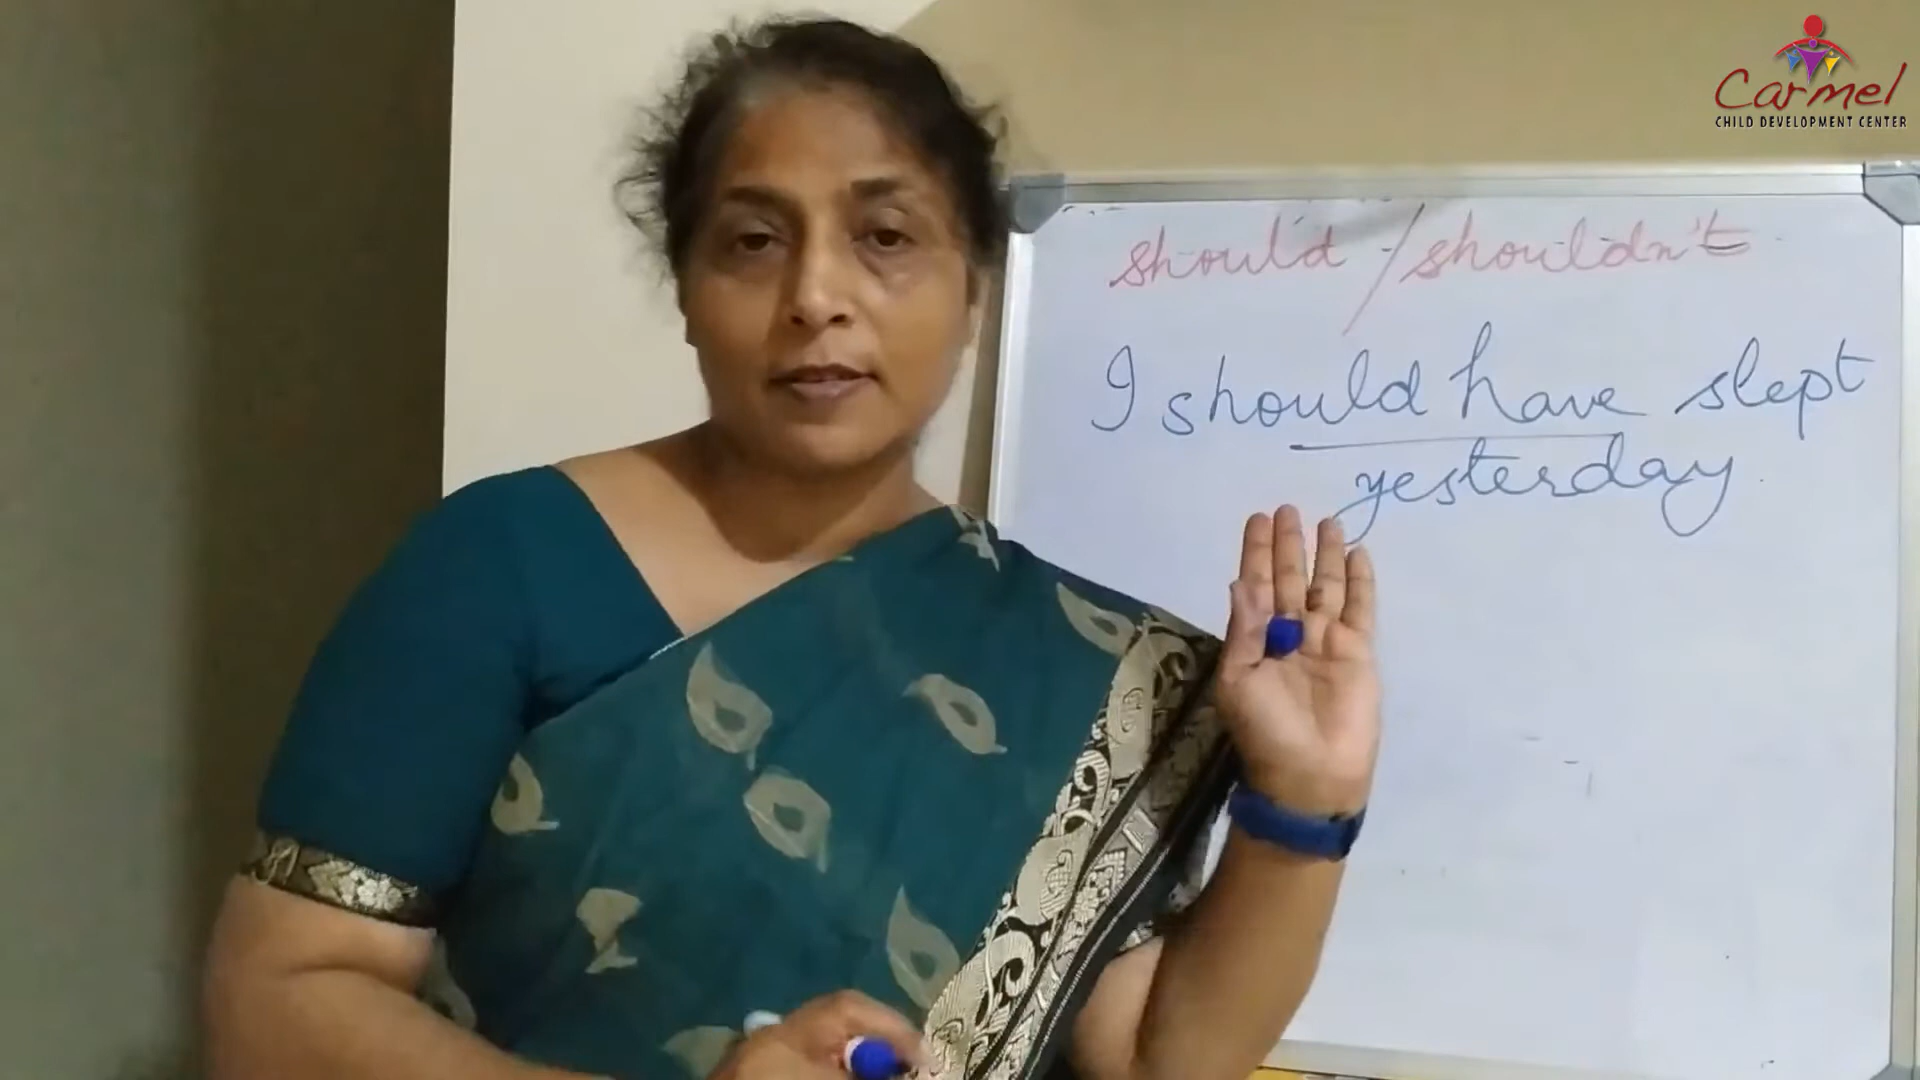 Carmel
CHILD DEVELOPMENT CENTER
should / shouldn't
I should have slept
yesterday